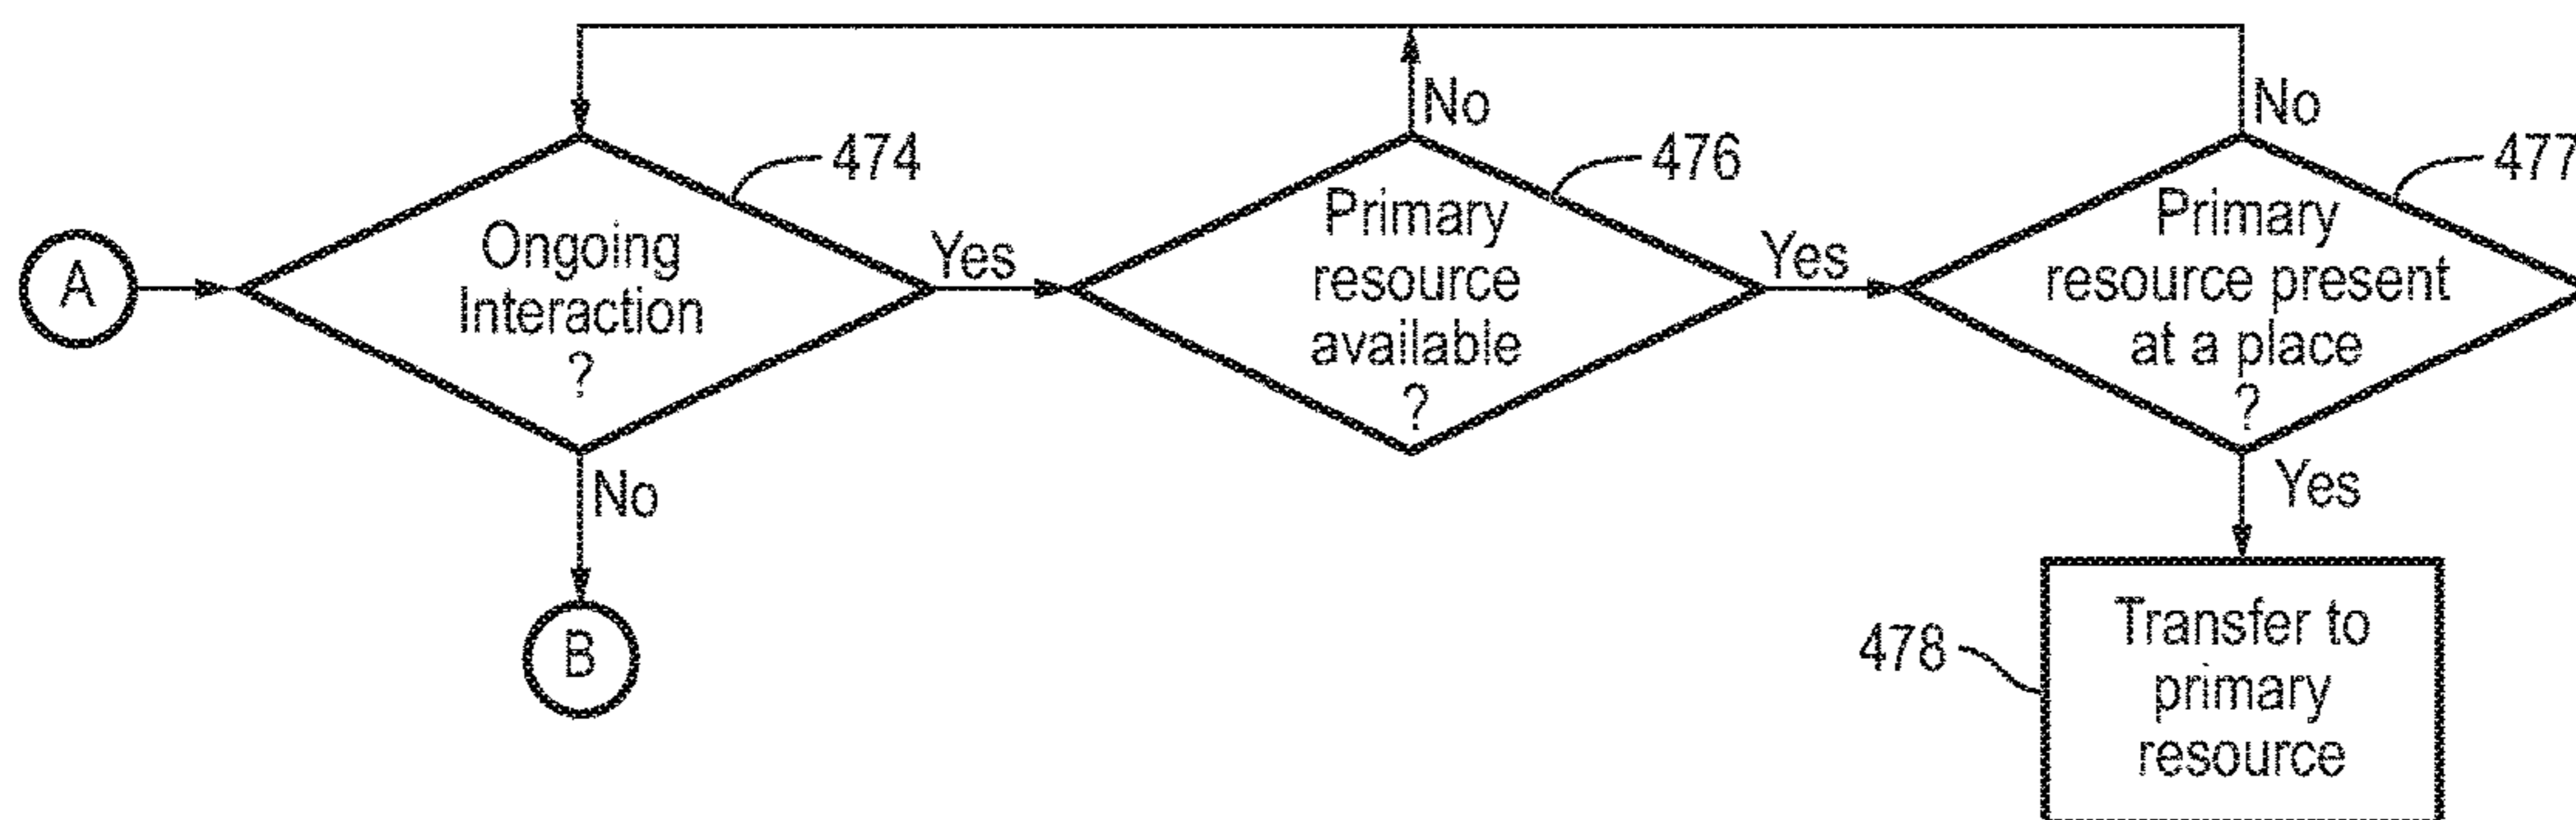 A
Ongoing
Interaction
?
474
Yes
No
B
Primary
resource
available
?
476
No
Yes
Primary
resource present
at a place
?
477
No
Yes
Transfer to
primary
resource
478